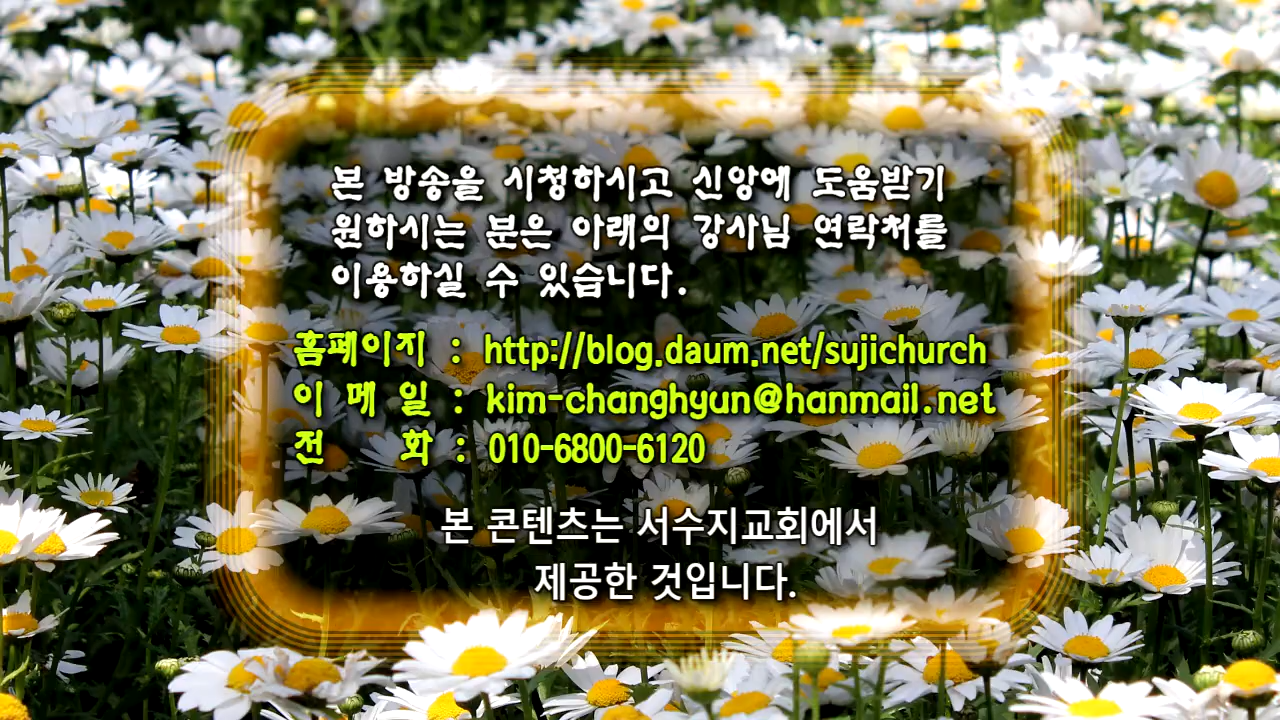 본 방송을 시청하시고 신앙에 도움받기
원하시는 분은 아래의 강사님 연락처를
이용하실 수 있습니다.
홈페이지 : http://blog.daum.net/sujichurch
이 메 일 : kim-changhyun@hanmail.net
전 화 : 010-6800-6120
본 콘텐츠는 서수지교회에서
제공한 것입니다.